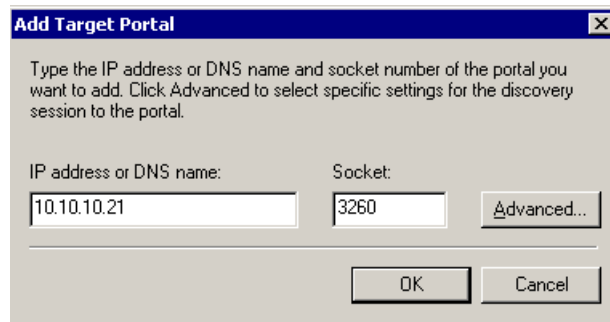 Add Target Portal
Type the IP address or DNS name and socket number of the portal you
want to add. Click Advanced to select specific settings for the discovery
session to the portal.
IP address or DNS name:
Socket:
10.10.10.21
3260
Advanced...
OK
Cancel